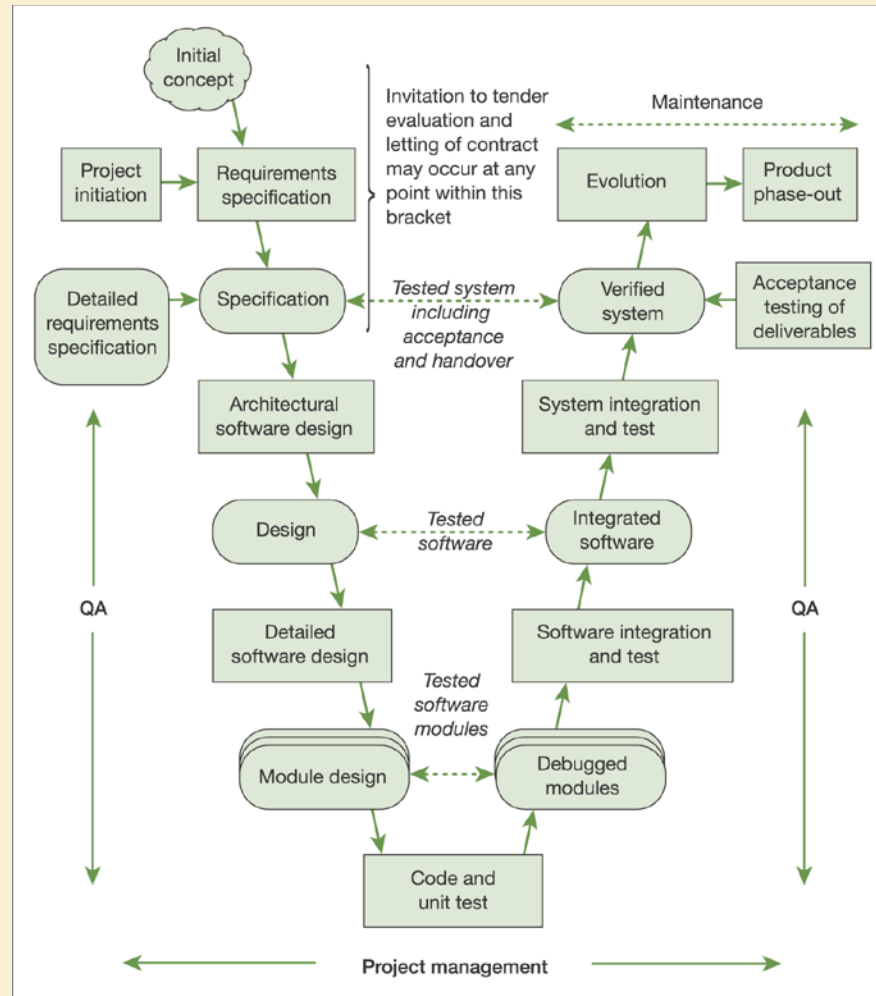 Initial
concept
Invitation to tender
evaluation and
letting of contract
may occur at any
point within this
bracket
Maintenance
Project
initiation
Requirements
specification
Evolution
Product
phase-out
Detailed
requirements
specification
Specification
Tested system
including
acceptance
and handover
Verified
system
Acceptance
testing of
deliverables
Architectural
software design
System integration
and test
Design
Tested
software
Integrated
software
QA
QA
Detailed
software design
Software integration
and test
Tested
software
modules
Module design
Debugged
modules
Code and
unit test
Project management